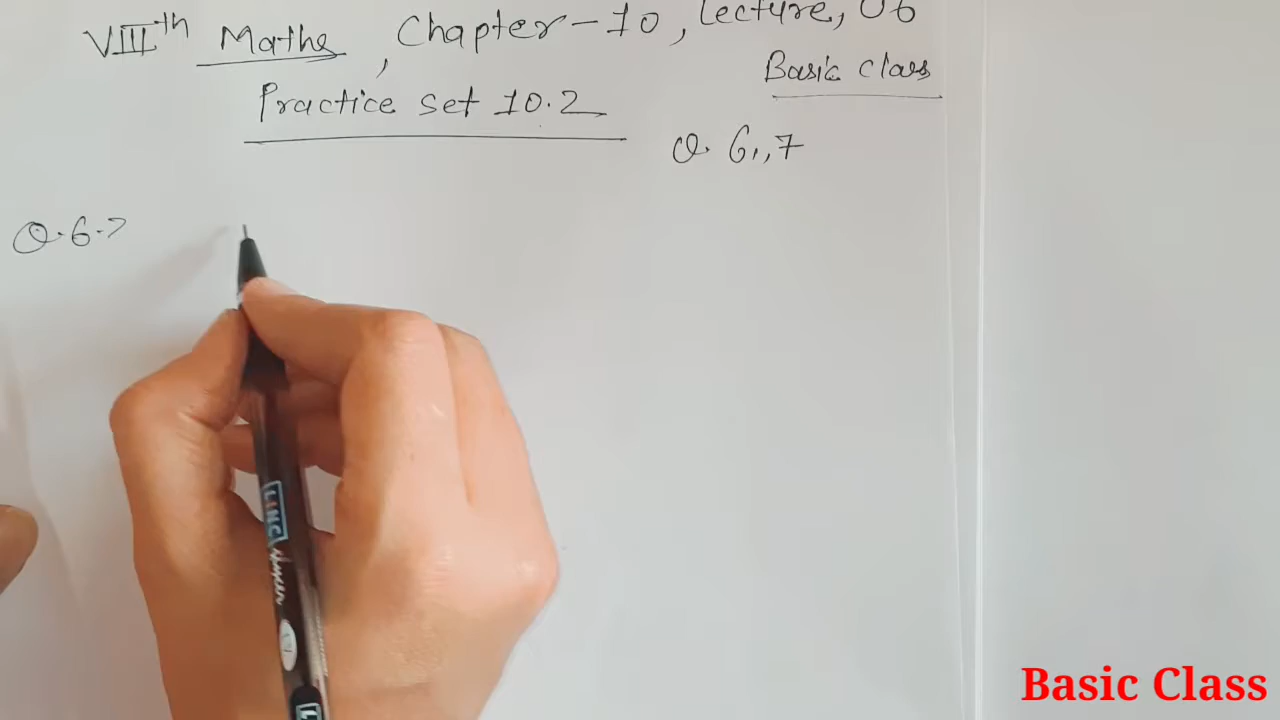 VIIIth Maths, Chapter-10, Lecture, 06
Basic class
Practice set 10.2
Q. 6,,7
Q.6.>
LINC
Basic Class